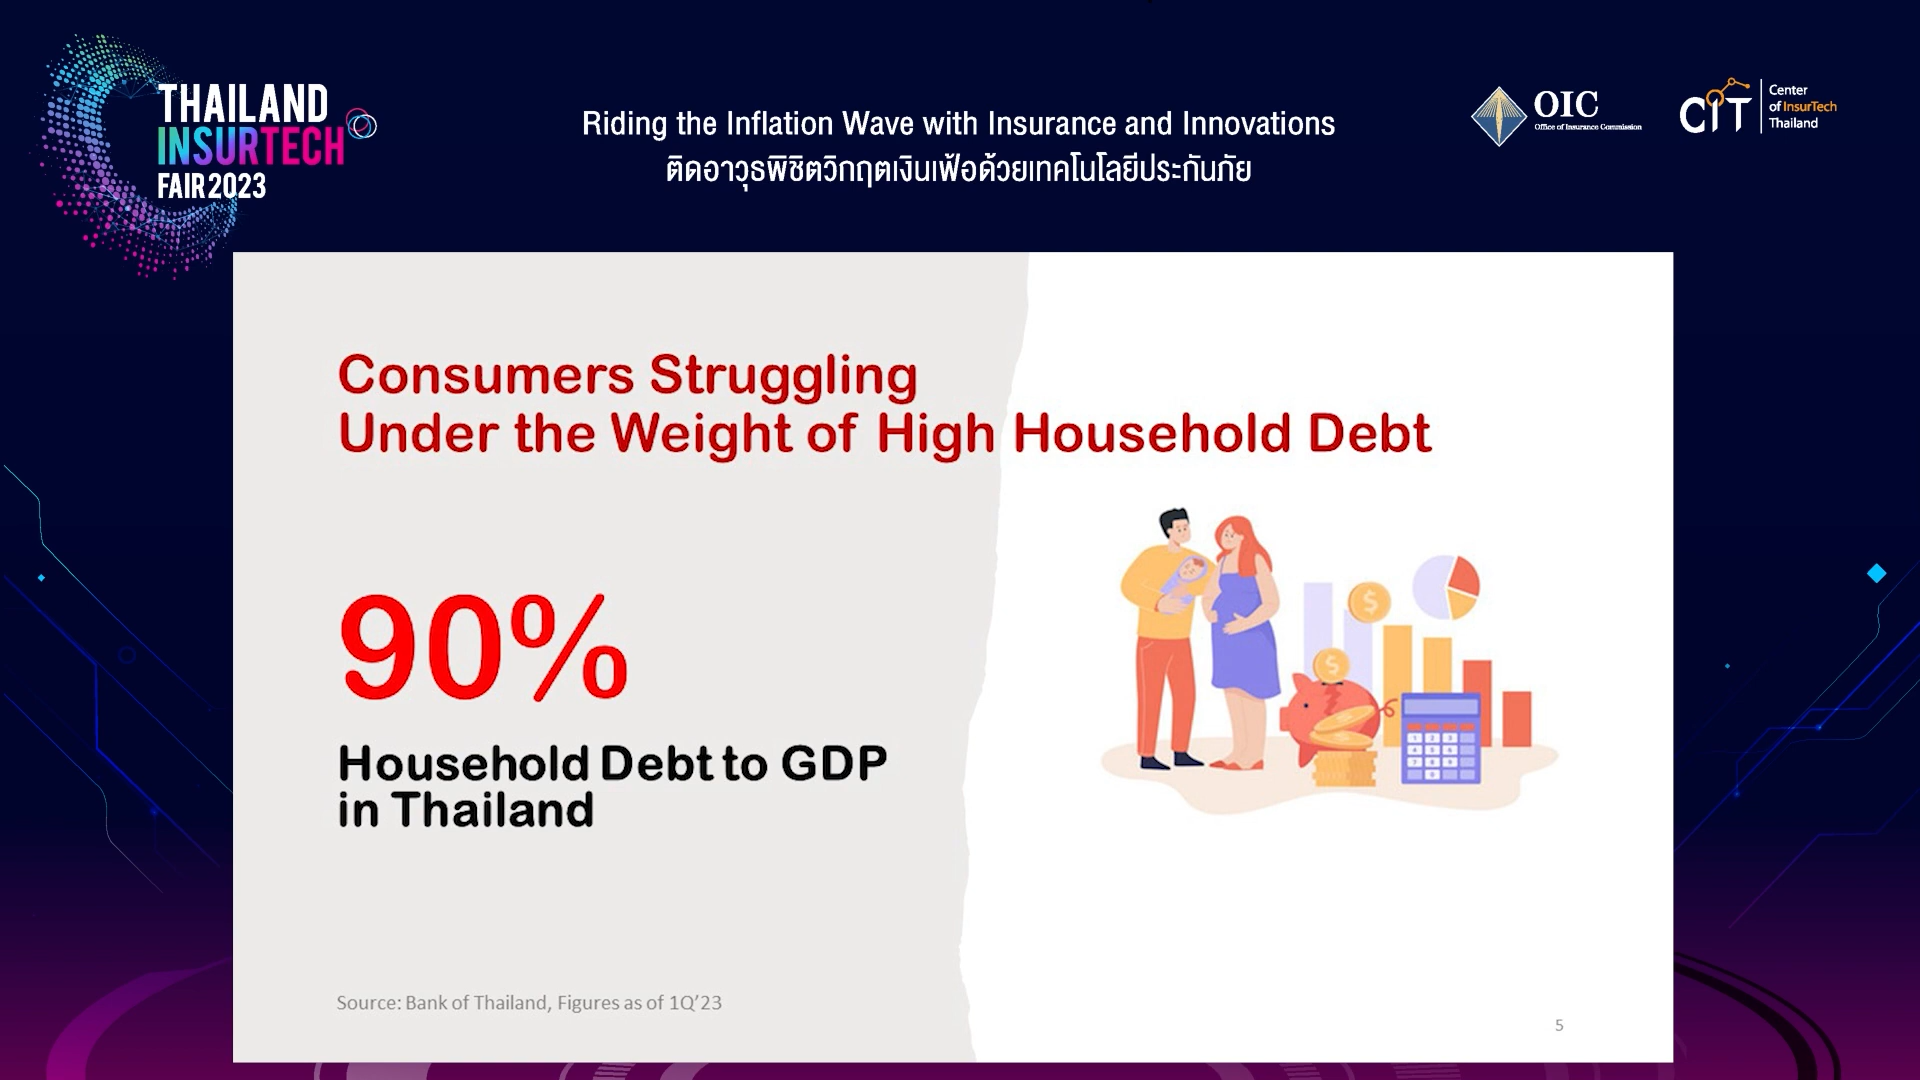 THAILAND
INSURTECH
FAIR 2023
Riding the Inflation Wave with Insurance and Innovations
ติดอาวุธพิชิตวิกฤตเงินเฟ้อด้วยเทคโนโลยีประกันภัย
OIC
Office of Insurance Commission
CIT
Center
of InsurTech
Thailand
Consumers Struggling
Under the Weight of High Household Debt
90%
Household Debt to GDP
in Thailand
Source: Bank of Thailand, Figures as of 1Q’23
5